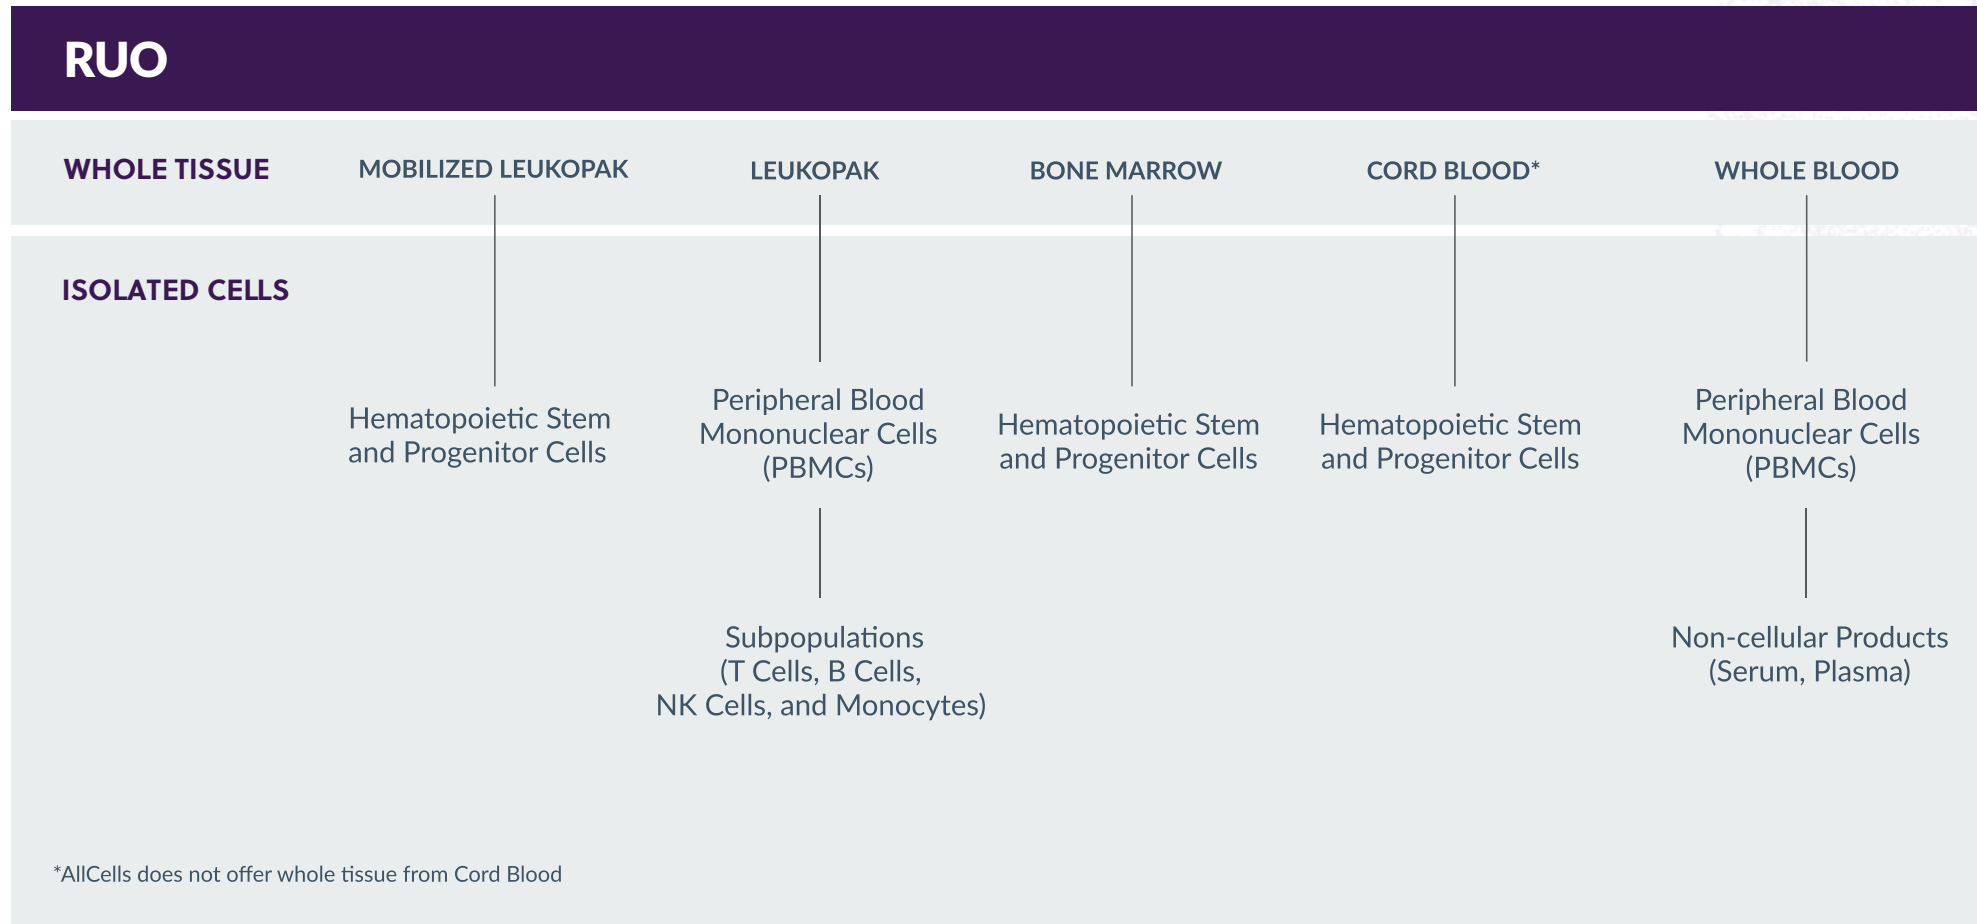 RUO
WHOLE TISSUE
MOBILIZED LEUKOPAK
LEUKOPAK
BONE MARROW
CORD BLOOD*
WHOLE BLOOD
ISOLATED CELLS
Hematopoietic Stem
and Progenitor Cells
Peripheral Blood
Mononuclear Cells
(PBMCs)
Subpopulations
(T Cells, B Cells,
NK Cells, and Monocytes)
Hematopoietic Stem
and Progenitor Cells
Hematopoietic Stem
and Progenitor Cells
Peripheral Blood
Mononuclear Cells
(PBMCs)
Non-cellular Products
(Serum, Plasma)
*AllCells does not offer whole tissue from Cord Blood